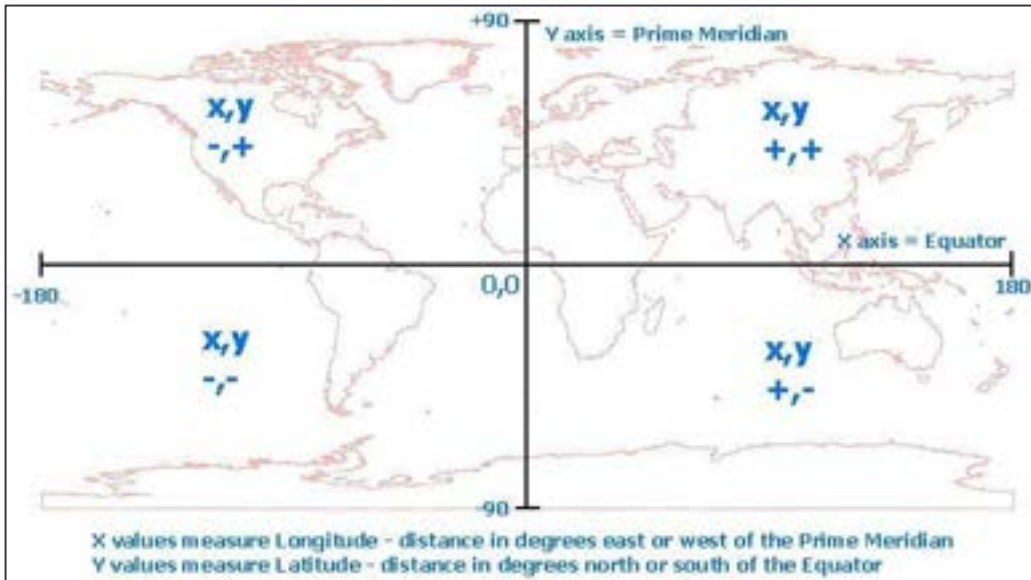 +90
Y axis = Prime Meridian
x,y
-,+
x,y
+,+
X axis = Equator
-180
0,0
180
x,y
-,-
x,y
+,-
-90
X values measure Longitude - distance in degrees east or west of the Prime Meridian
Y values measure Latitude - distance in degrees north or south of the Equator